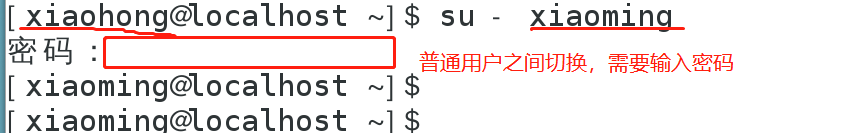 [ xiaohong@localhost ~]$ su - xiaoming
密码：
普通用户之间切换，需要输入密码
[ xiaoming@localhost ~]$
[ xiaoming@localhost ~]$